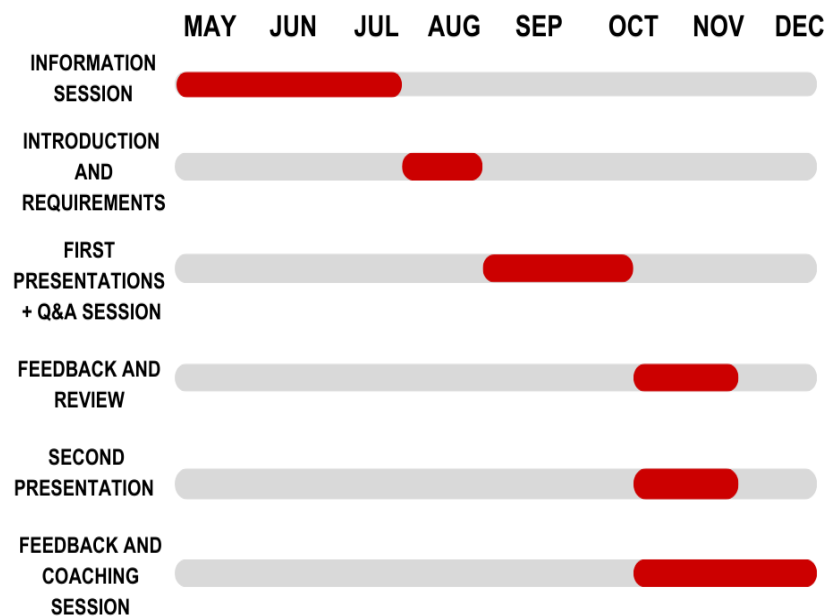 MAY JUN JUL AUG SEP OCT NOV DEC
INFORMATION
SESSION
INTRODUCTION
AND
REQUIREMENTS
FIRST
PRESENTATIONS
+ Q&A SESSION
FEEDBACK AND
REVIEW
SECOND
PRESENTATION
FEEDBACK AND
COACHING
SESSION